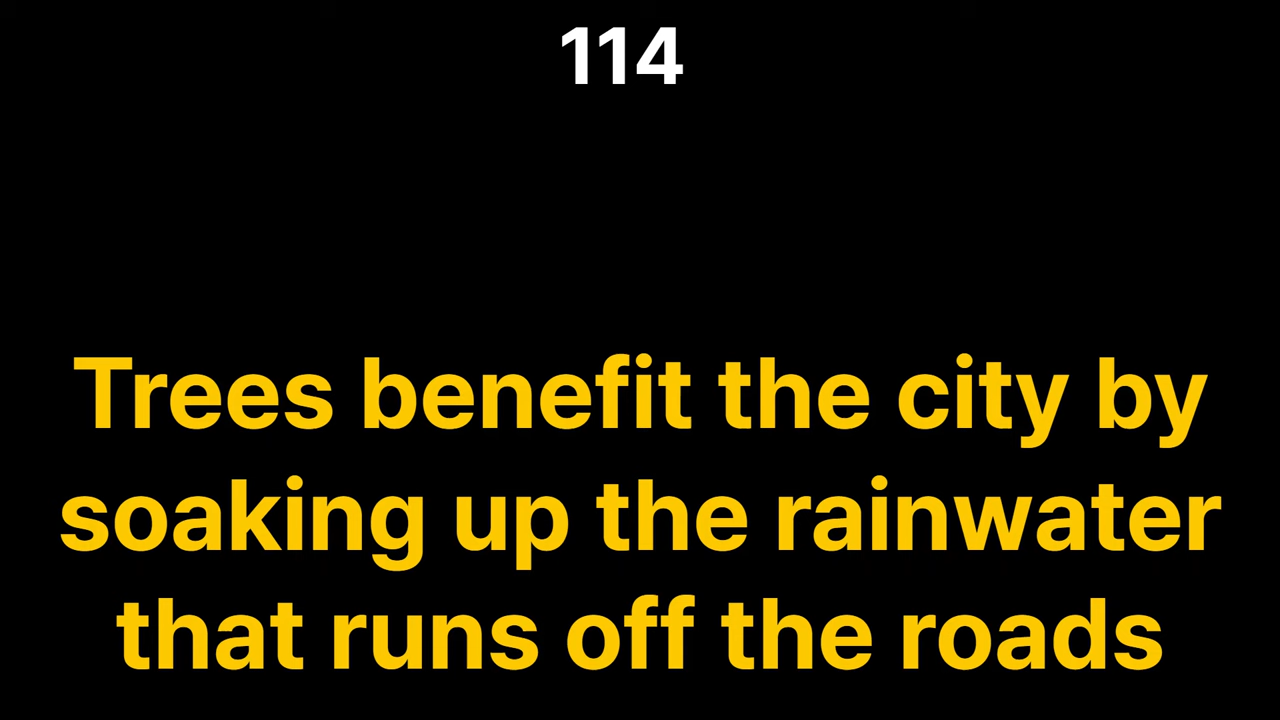 114
Trees benefit the city by
soaking up the rainwater
that runs off the roads